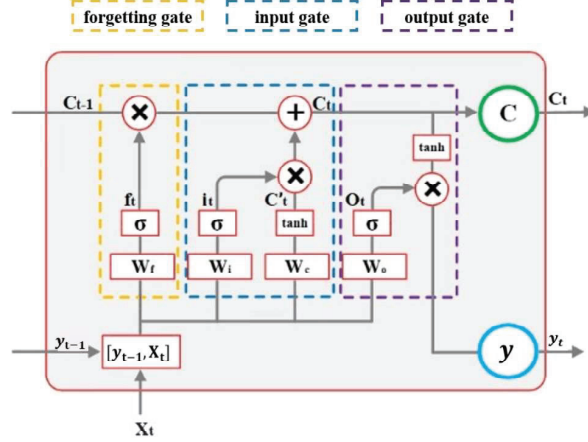 forgetting gate input gate output gate
Ct-1 Ct C Ct
tanh
ft it C't Ot
σ σ tanh σ
Wf Wi Wc Wo
yt-1 [yt-1,Xt] y yt
Xt